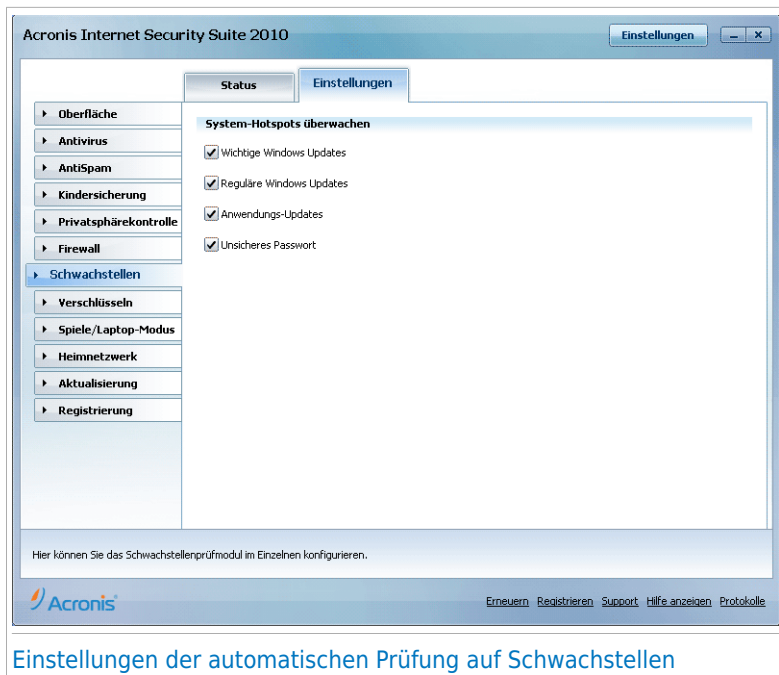 Acronis Internet Security Suite 2010
Einstellungen
Status
Einstellungen
Oberfläche
Antivirus
AntiSpam
Kindersicherung
Privatsphärekontrolle
Firewall
Schwachstellen
Verschlüsseln
Spiele/Laptop-Modus
Heimnetzwerk
Aktualisierung
Registrierung
System-Hotspots überwachen
Wichtige Windows Updates
Reguläre Windows Updates
Anwendungs-Updates
Unsicheres Passwort
Hier können Sie das Schwachstellenprüfmodul im Einzelnen konfigurieren.
Acronis
Erneuern Registrieren Support Hilfe anzeigen Protokolle
Einstellungen der automatischen Prüfung auf Schwachstellen